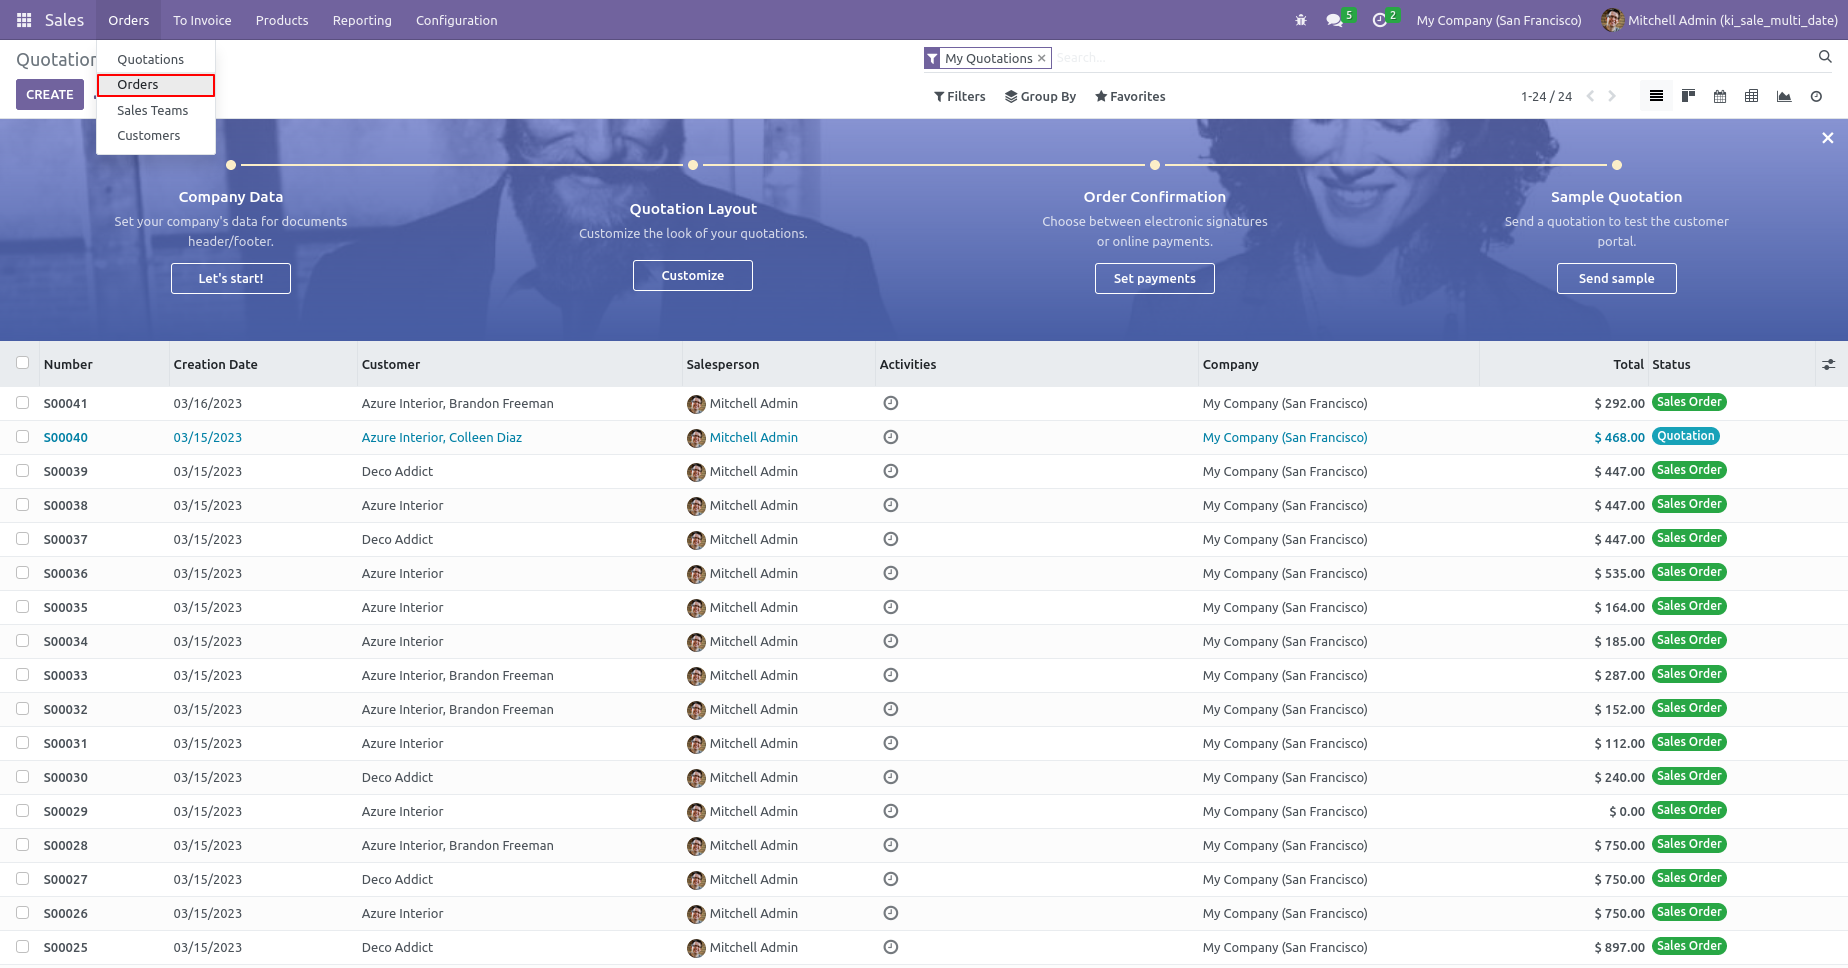 Sales Orders To Invoice Products Reporting Configuration 5 2 My Company (San Francisco) Mitchell Admin (ki_sale_multi_date)
Quotations
Orders
Sales Teams
Customers
Quotation
CREATE
My Quotations × Search...
Filters Group By Favorites 1-24 / 24
Company Data
Set your company's data for documents
header/footer.
Let's start!
Quotation Layout
Customize the look of your quotations.
Customize
Order Confirmation
Choose between electronic signatures
or online payments.
Set payments
Sample Quotation
Send a quotation to test the customer
portal.
Send sample
Number Creation Date Customer Salesperson Activities Company Total Status
S00041 03/16/2023 Azure Interior, Brandon Freeman Mitchell Admin My Company (San Francisco) $ 292.00 Sales Order
S00040 03/15/2023 Azure Interior, Colleen Diaz Mitchell Admin My Company (San Francisco) $ 468.00 Quotation
S00039 03/15/2023 Deco Addict Mitchell Admin My Company (San Francisco) $ 447.00 Sales Order
S00038 03/15/2023 Azure Interior Mitchell Admin My Company (San Francisco) $ 447.00 Sales Order
S00037 03/15/2023 Deco Addict Mitchell Admin My Company (San Francisco) $ 447.00 Sales Order
S00036 03/15/2023 Azure Interior Mitchell Admin My Company (San Francisco) $ 535.00 Sales Order
S00035 03/15/2023 Azure Interior Mitchell Admin My Company (San Francisco) $ 164.00 Sales Order
S00034 03/15/2023 Azure Interior Mitchell Admin My Company (San Francisco) $ 185.00 Sales Order
S00033 03/15/2023 Azure Interior, Brandon Freeman Mitchell Admin My Company (San Francisco) $ 287.00 Sales Order
S00032 03/15/2023 Azure Interior, Brandon Freeman Mitchell Admin My Company (San Francisco) $ 152.00 Sales Order
S00031 03/15/2023 Azure Interior Mitchell Admin My Company (San Francisco) $ 112.00 Sales Order
S00030 03/15/2023 Deco Addict Mitchell Admin My Company (San Francisco) $ 240.00 Sales Order
S00029 03/15/2023 Azure Interior Mitchell Admin My Company (San Francisco) $ 0.00 Sales Order
S00028 03/15/2023 Azure Interior, Brandon Freeman Mitchell Admin My Company (San Francisco) $ 750.00 Sales Order
S00027 03/15/2023 Deco Addict Mitchell Admin My Company (San Francisco) $ 750.00 Sales Order
S00026 03/15/2023 Azure Interior Mitchell Admin My Company (San Francisco) $ 750.00 Sales Order
S00025 03/15/2023 Deco Addict Mitchell Admin My Company (San Francisco) $ 897.00 Sales Order